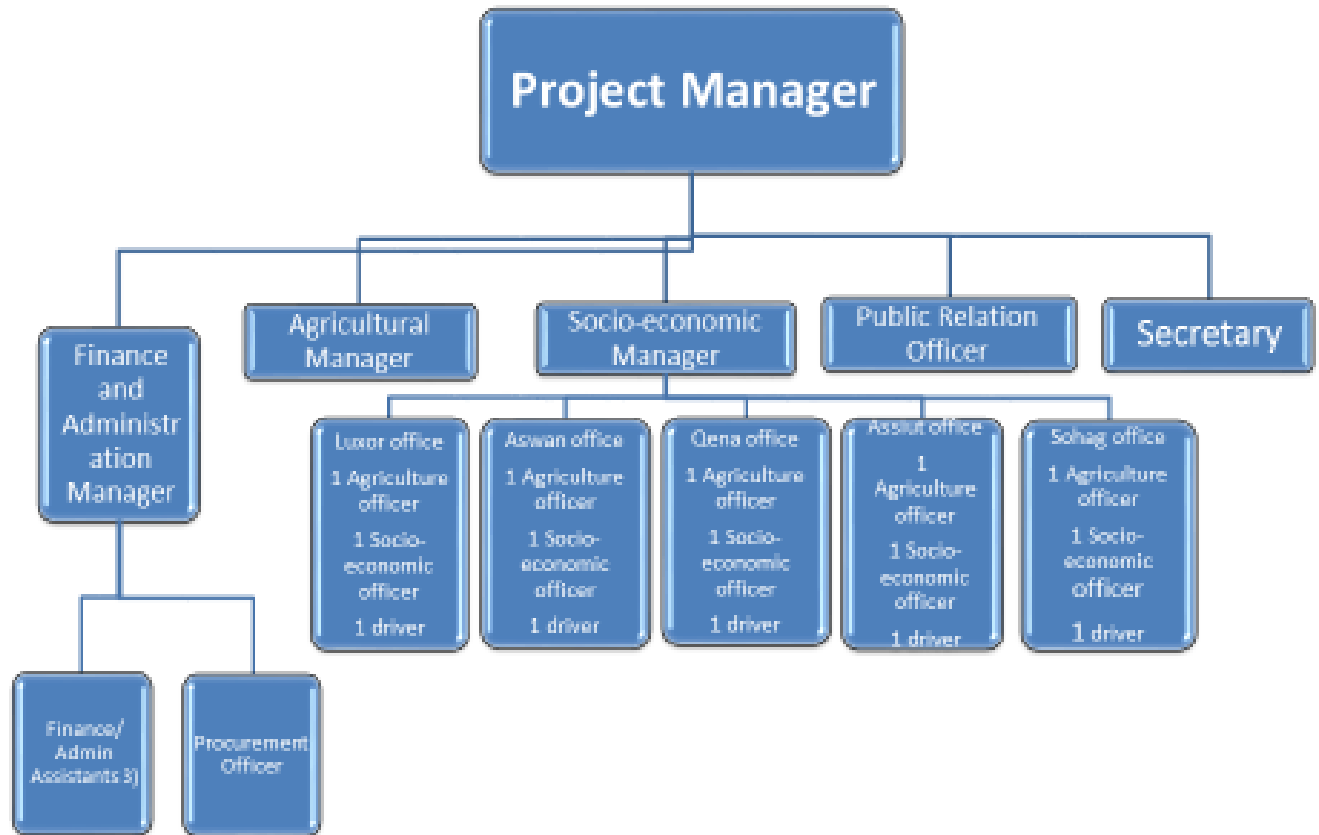 Project Manager
Agricultural
Manager
Socio-economic
Manager
Public Relation
Officer
Secretary
Finance
and
Administr
ation
Manager
Luxor office
1 Agriculture
officer
1 Socio-
economic
officer
1 driver
Aswan office
1 Agriculture
officer
1 Socio-
economic
officer
1 driver
Qena office
1 Agriculture
officer
1 Socio-
economic
officer
1 driver
Assiut office
1
Agriculture
officer
1 Socio-
economic
officer
1 driver
Sohag office
1 Agriculture
officer
1 Socio-
economic
officer
1 driver
Finance/
Admin
Assistants 3)
Procurement
Officer